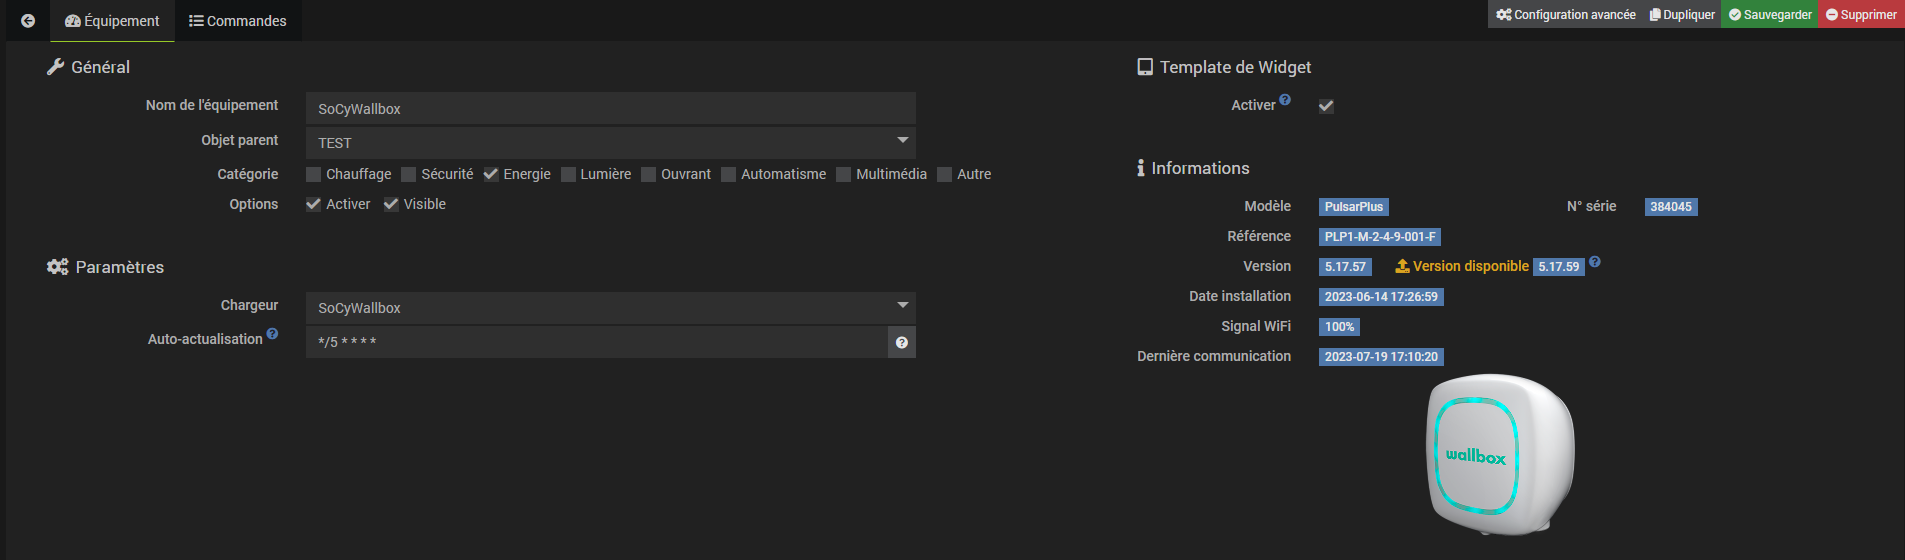 Équipement
Commandes
Configuration avancée
Dupliquer
Sauvegarder
Supprimer
Général
Nom de l'équipement
SoCyWallbox
Objet parent
TEST
Catégorie
Chauffage
Sécurité
Energie
Lumière
Ouvrant
Automatisme
Multimédia
Autre
Options
Activer
Visible
Paramètres
Chargeur
SoCyWallbox
Auto-actualisation
*/5 * * * *
Template de Widget
Activer
Informations
Modèle
PulsarPlus
N° série
384045
Référence
PLP1-M-2-4-9-001-F
Version
5.17.57
Version disponible
5.17.59
Date installation
2023-06-14 17:26:59
Signal WiFi
100%
Dernière communication
2023-07-19 17:10:20
wallbox